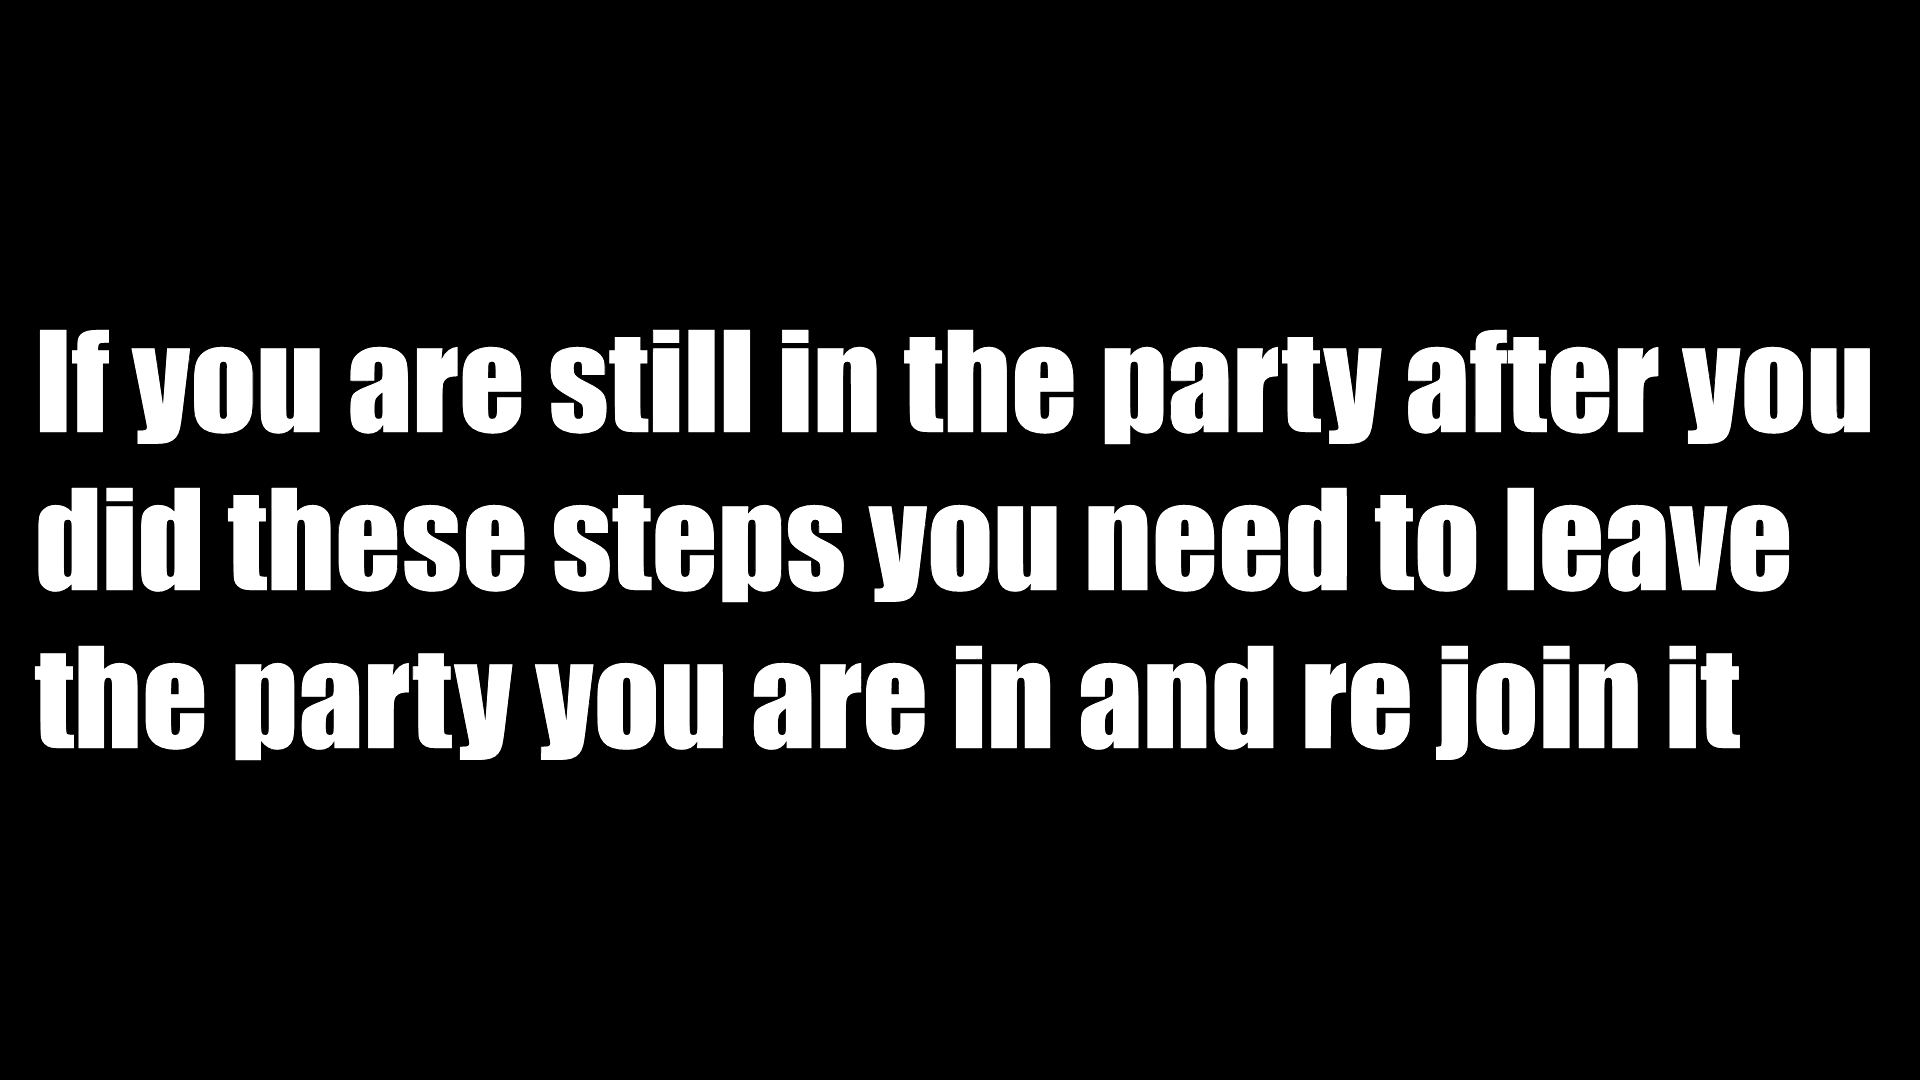 If you are still in the party after you
did these steps you need to leave
the party you are in and re join it